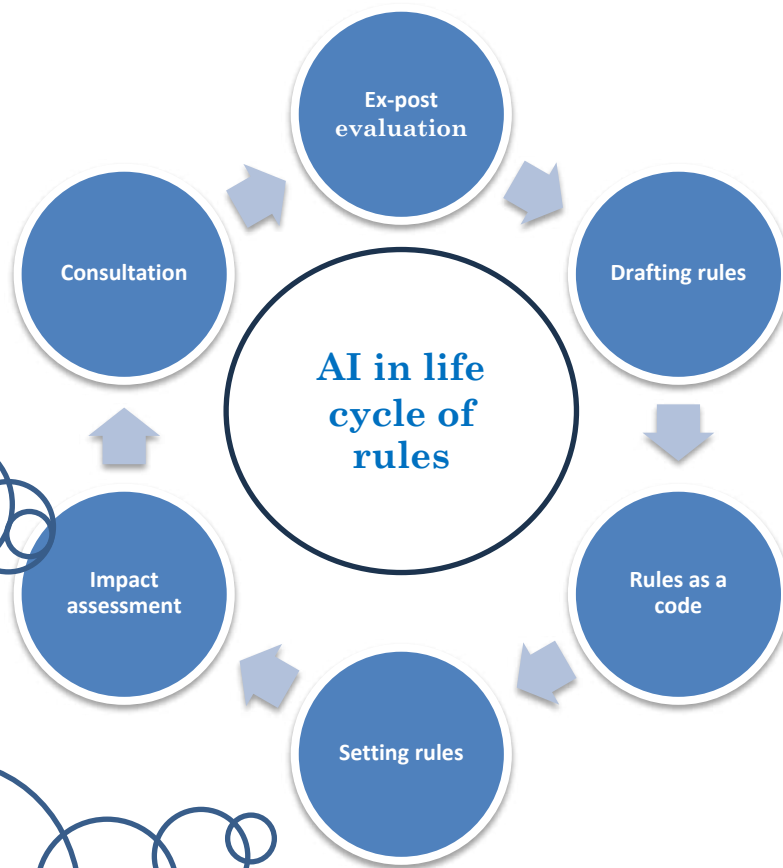 Ex-post
evaluation
Drafting rules
Rules as a
code
Setting rules
Impact
assessment
Consultation
AI in life
cycle of
rules